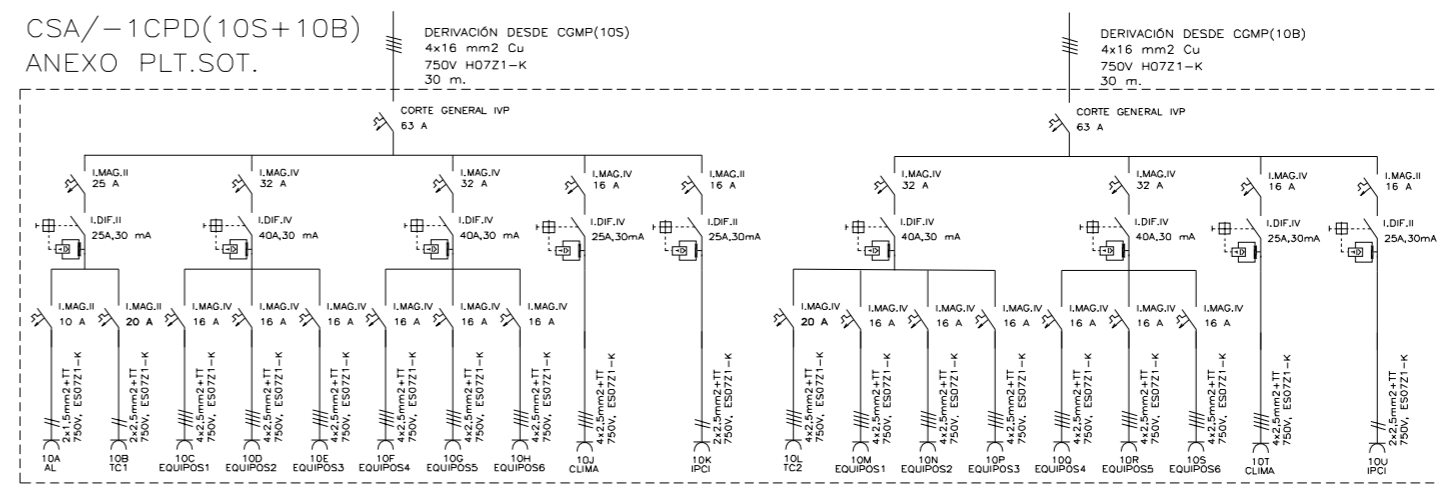 CSA/-1CPD(10S+10B)
ANEXO PLT.SOT.
DERIVACIÓN DESDE CGMP(10S)
4x16 mm2 Cu
750V H07Z1-K
30 m.
DERIVACIÓN DESDE CGMP(10B)
4x16 mm2 Cu
750V H07Z1-K
30 m.
CORTE GENERAL IVP
63 A
CORTE GENERAL IVP
63 A
I.MAG.II
25 A
I.MAG.IV
32 A
I.MAG.IV
32 A
I.MAG.IV
16 A
I.MAG.II
16 A
I.MAG.IV
32 A
I.MAG.IV
32 A
I.MAG.IV
16 A
I.MAG.II
16 A
I.DIF.II
25A,30 mA
I.DIF.IV
40A,30 mA
I.DIF.IV
40A,30 mA
I.DIF.IV
25A,30mA
I.DIF.II
25A,30mA
I.DIF.IV
40A,30 mA
I.DIF.IV
40A,30 mA
I.DIF.IV
25A,30mA
I.DIF.II
25A,30mA
I.MAG.II
10 A
I.MAG.II
20 A
I.MAG.IV
16 A
I.MAG.IV
16 A
I.MAG.IV
16 A
I.MAG.IV
16 A
I.MAG.IV
16 A
I.MAG.IV
16 A
I.MAG.IV
20 A
I.MAG.IV
16 A
I.MAG.IV
16 A
I.MAG.IV
16 A
I.MAG.IV
16 A
I.MAG.IV
16 A
I.MAG.IV
16 A
2x1,5mm2+TT
750V, ES07Z1-K
2x2,5mm2+TT
750V, ES07Z1-K
4x2,5mm2+TT
750V, ES07Z1-K
4x2,5mm2+TT
750V, ES07Z1-K
4x2,5mm2+TT
750V, ES07Z1-K
4x2,5mm2+TT
750V, ES07Z1-K
4x2,5mm2+TT
750V, ES07Z1-K
4x2,5mm2+TT
750V, ES07Z1-K
4x2,5mm2+TT
750V, ES07Z1-K
2x2,5mm2+TT
750V, ES07Z1-K
4x2,5mm2+TT
750V, ES07Z1-K
4x2,5mm2+TT
750V, ES07Z1-K
4x2,5mm2+TT
750V, ES07Z1-K
4x2,5mm2+TT
750V, ES07Z1-K
4x2,5mm2+TT
750V, ES07Z1-K
4x2,5mm2+TT
750V, ES07Z1-K
4x2,5mm2+TT
750V, ES07Z1-K
4x2,5mm2+TT
750V, ES07Z1-K
2x2,5mm2+TT
750V, ES07Z1-K
10A
AL
10B
TC1
10C
EQUIPOS1
10D
EQUIPOS2
10E
EQUIPOS3
10F
EQUIPOS4
10G
EQUIPOS5
10H
EQUIPOS6
10J
CLIMA
10K
IPCI
10L
TC2
10M
EQUIPOS1
10N
EQUIPOS2
10P
EQUIPOS3
10Q
EQUIPOS4
10R
EQUIPOS5
10S
EQUIPOS6
10T
CLIMA
10U
IPCI